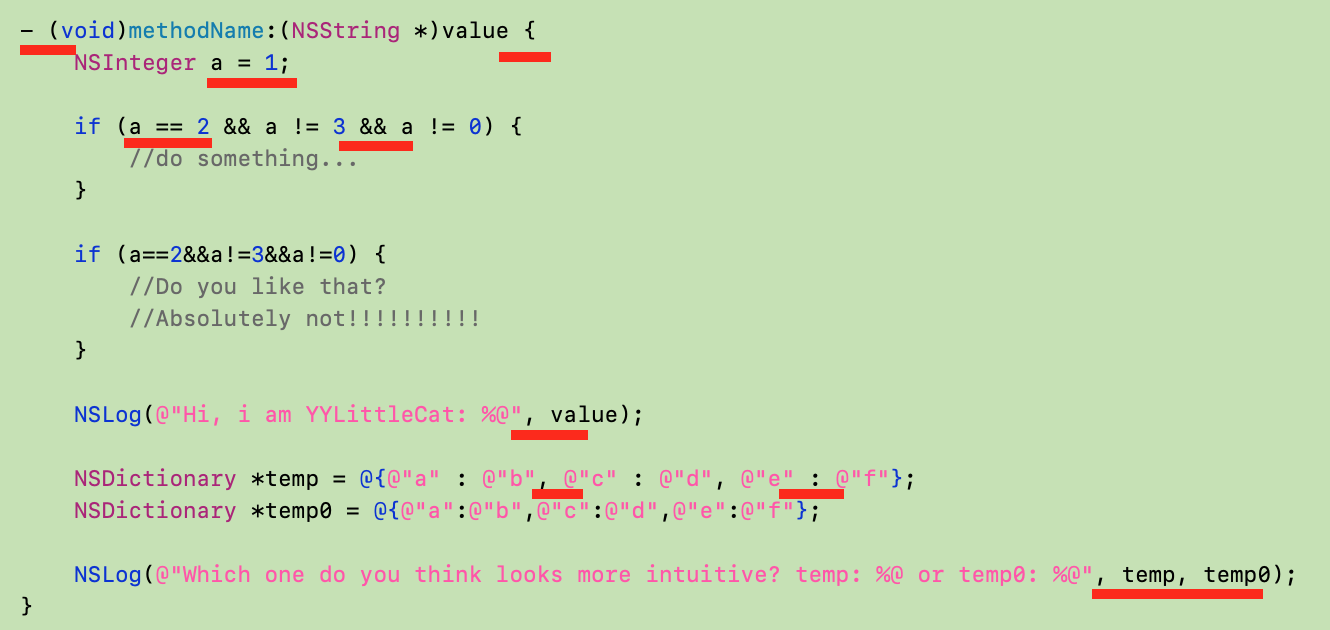 - (void)methodName:(NSString *)value {
    NSInteger a = 1;
    if (a == 2 && a != 3 && a != 0) {
        //do something...
    }
    if (a==2&&a!=3&&a!=0) {
        //Do you like that?
        //Absolutely not!!!!!!!!!!
    }
    NSLog(@"Hi, i am YYLittleCat: %@", value);
    NSDictionary *temp = @{@"a" : @"b", @"c" : @"d", @"e" : @"f"};
    NSDictionary *temp0 = @{@"a":@"b",@"c":@"d",@"e":@"f"};
    NSLog(@"Which one do you think looks more intuitive? temp: %@ or temp0: %@", temp, temp0);
}